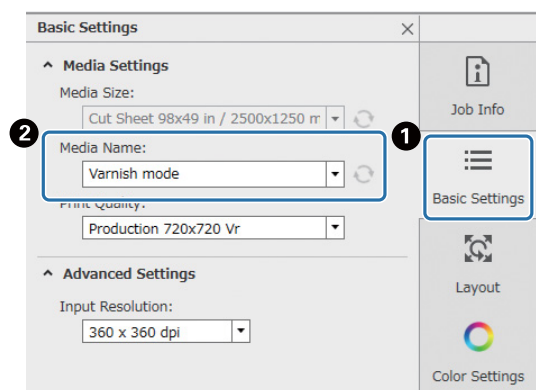 Basic Settings
Media Settings
Media Size:
Cut Sheet 98x49 in / 2500x1250 m
2
Media Name:
Varnish mode
Print Quality:
Production 720x720 Vr
Advanced Settings
Input Resolution:
360 x 360 dpi
Job Info
1
Basic Settings
Layout
Color Settings